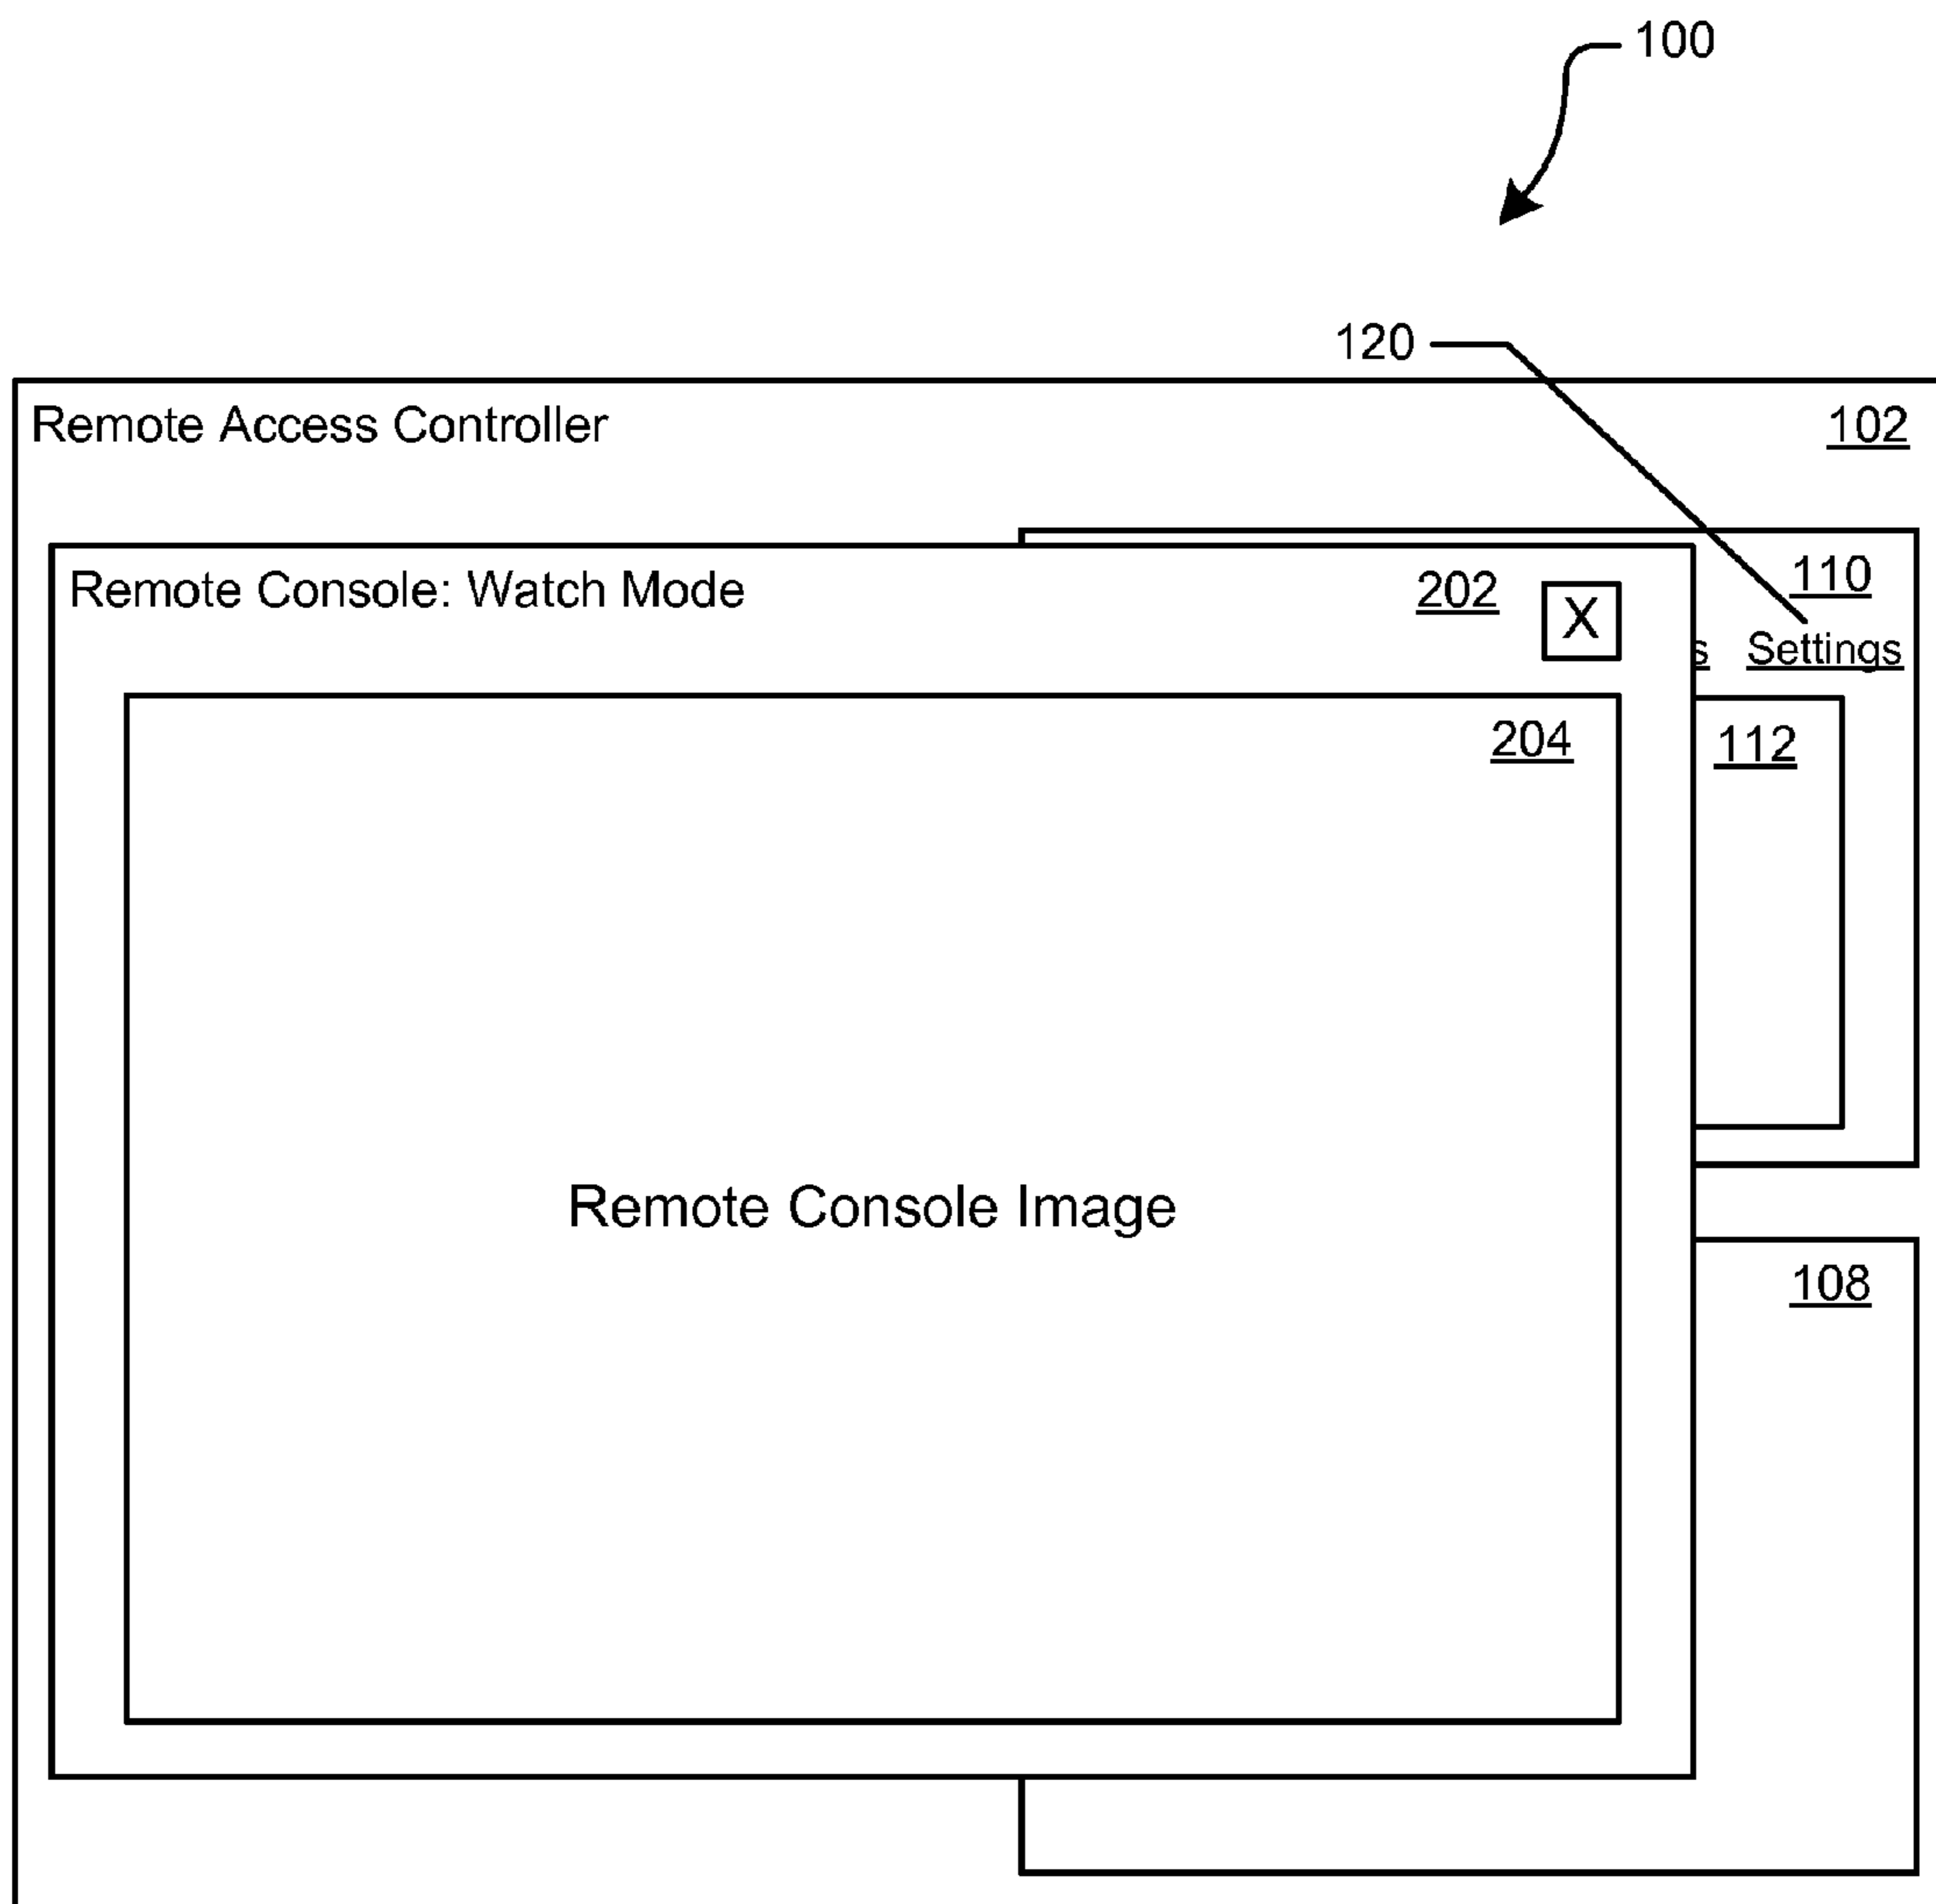 100
120
Remote Access Controller 102
Remote Console: Watch Mode 202 X 110
s Settings
204 112
Remote Console Image
108